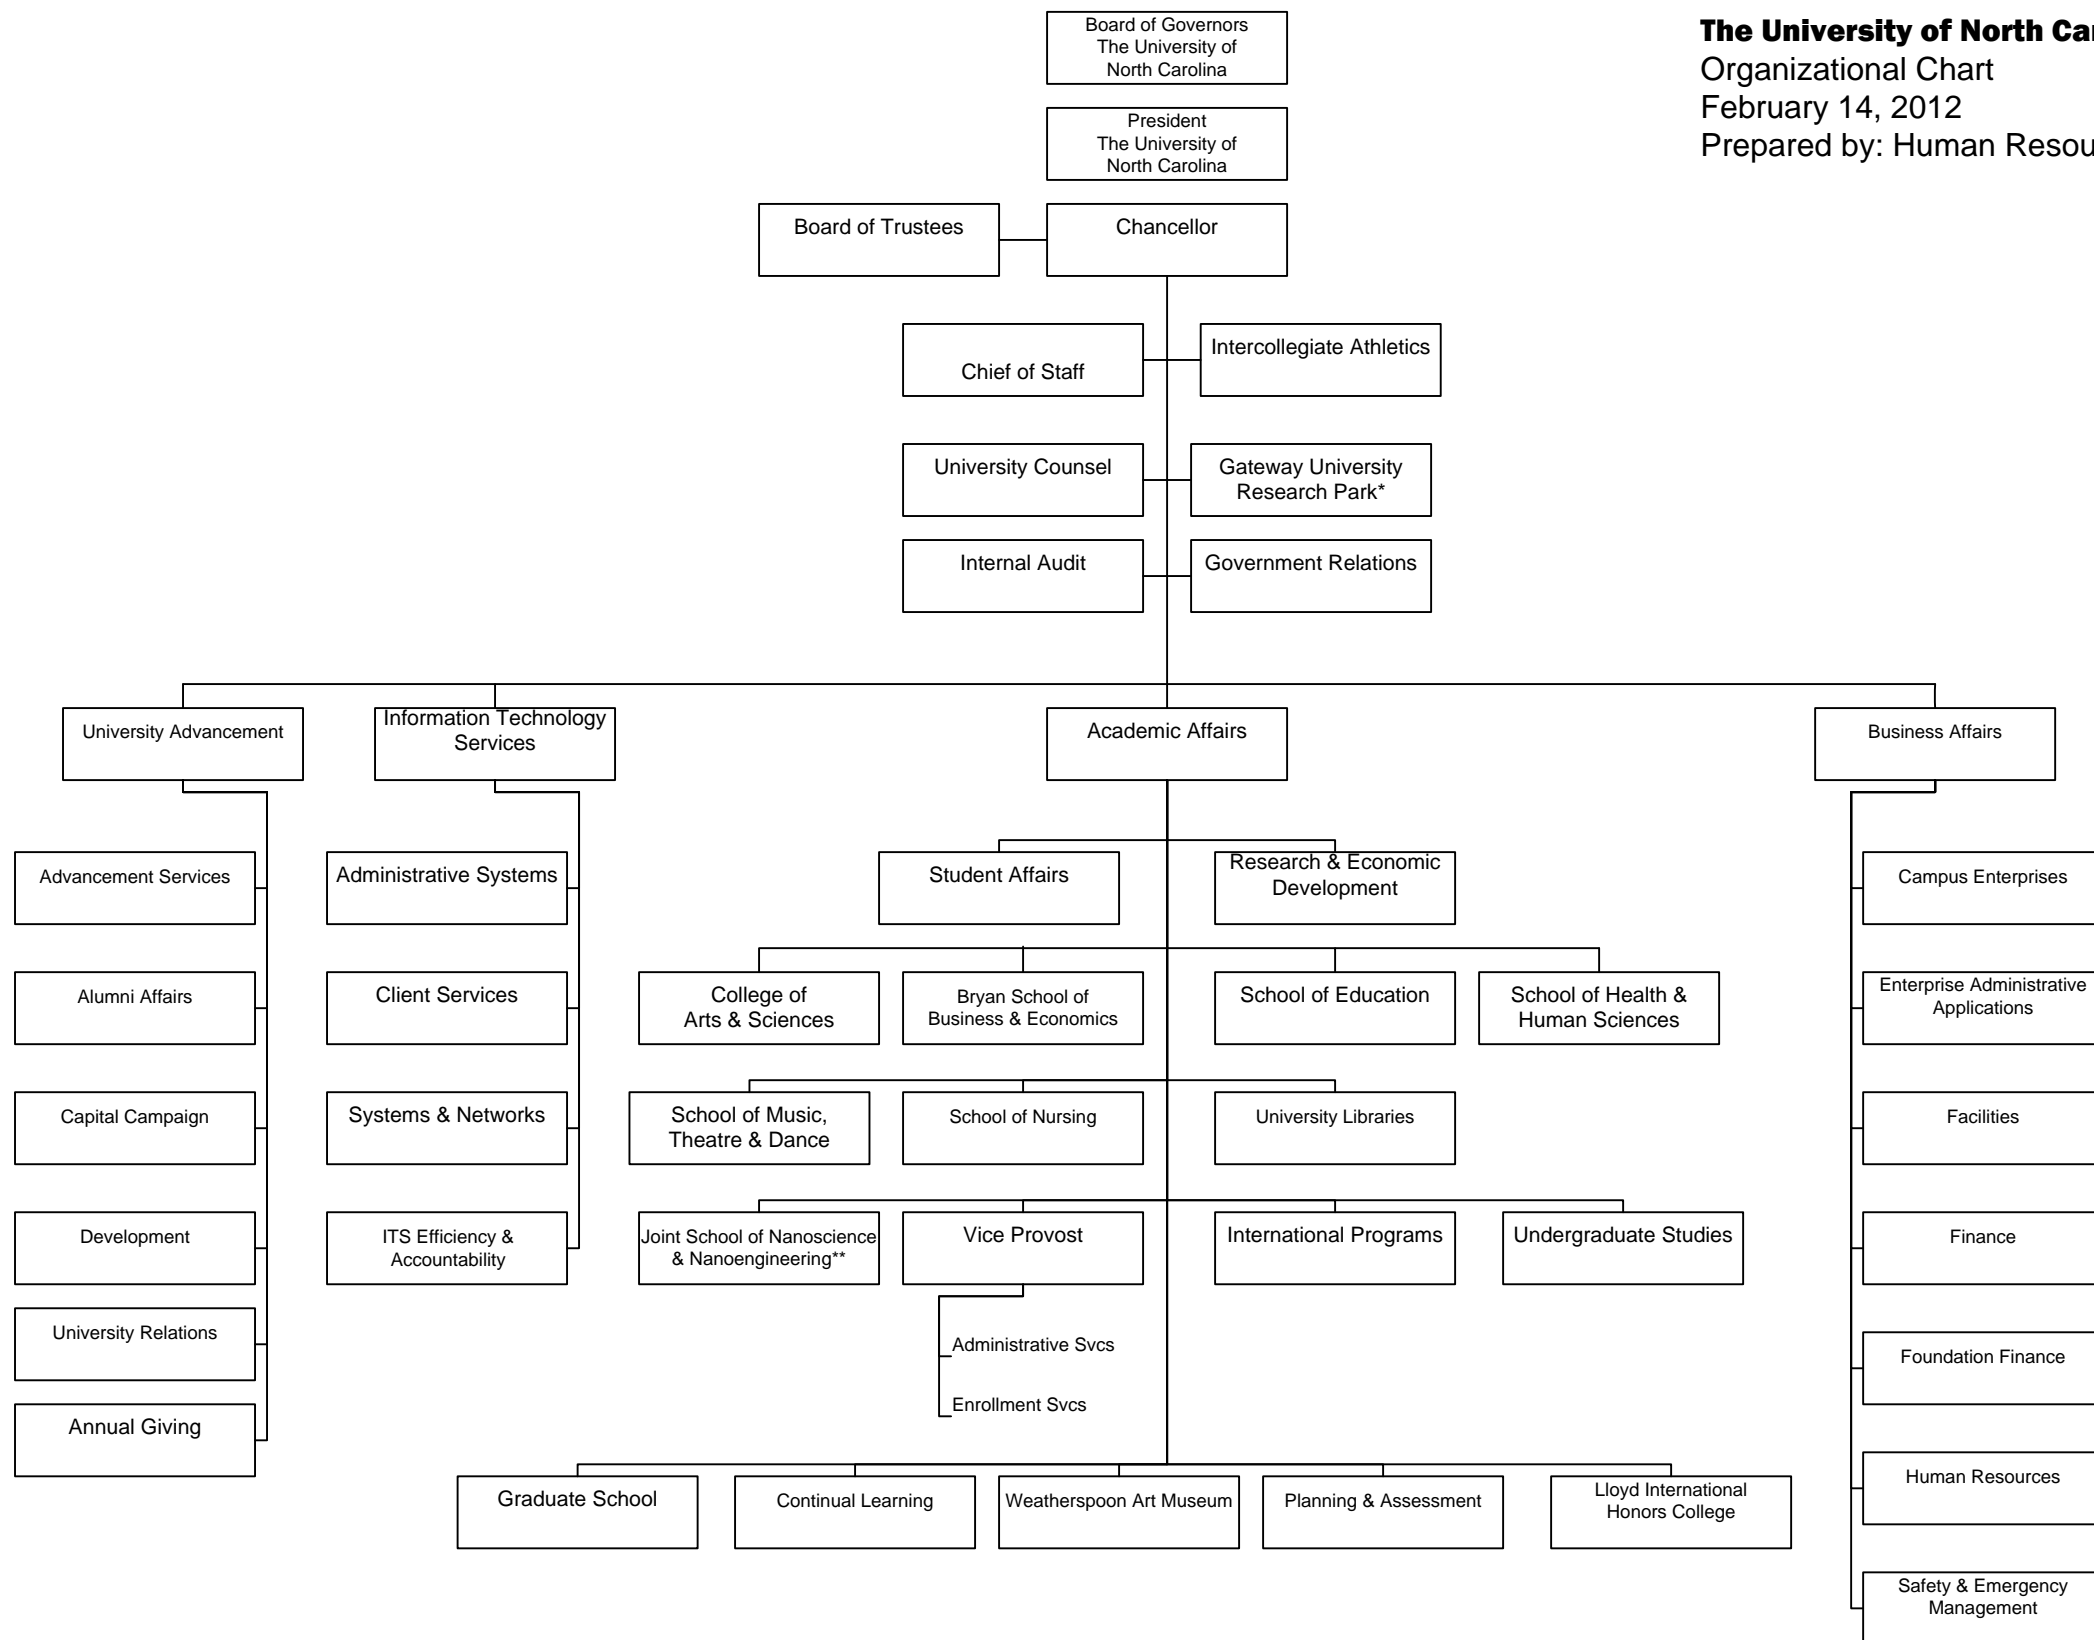 Board of Governors
The University of
North Carolina
The University of North
Organizational Chart
February 14, 2012
Prepared by: Human
President
The University of
North Carolina
Board of Trustees
Chancellor
Chief of Staff
Intercollegiate Athletics
University Counsel
Gateway University
Research Park*
Internal Audit
Government Relations
University Advancement
Information Technology
Services
Academic Affairs
Business Affairs
Advancement Services
Administrative Systems
Student Affairs
Research & Economic
Development
Campus Enterprises
Alumni Affairs
Client Services
College of
Arts & Sciences
Bryan School of
Business & Economics
School of Education
School of Health &
Human Sciences
Enterprise Administrative
Applications
Capital Campaign
Systems & Networks
School of Music,
Theatre & Dance
School of Nursing
University Libraries
Facilities
Development
ITS Efficiency &
Accountability
Joint School of Nanoscience
& Nanoengineering**
Vice Provost
International Programs
Undergraduate Studies
Finance
University Relations
Administrative Svcs
Foundation Finance
Annual Giving
Enrollment Svcs
Graduate School
Continual Learning
Weatherspoon Art Museum
Planning & Assessment
Lloyd International
Honors College
Human Resources
Safety & Emergency
Management